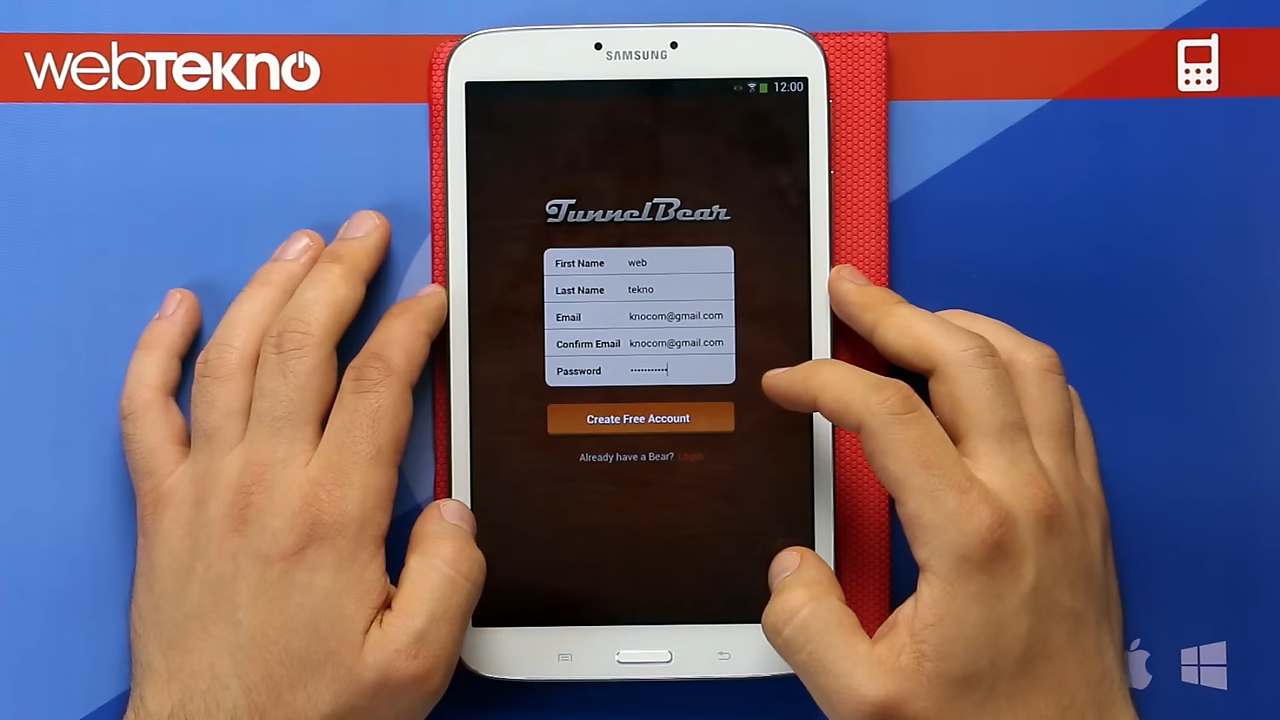 webTEKNO
SAMSUNG
12:00
TunnelBear
First Name web
Last Name tekno
Email knocom@gmail.com
Confirm Email knocom@gmail.com
Password •••••••••••
Create Free Account
Already have a Bear? Login